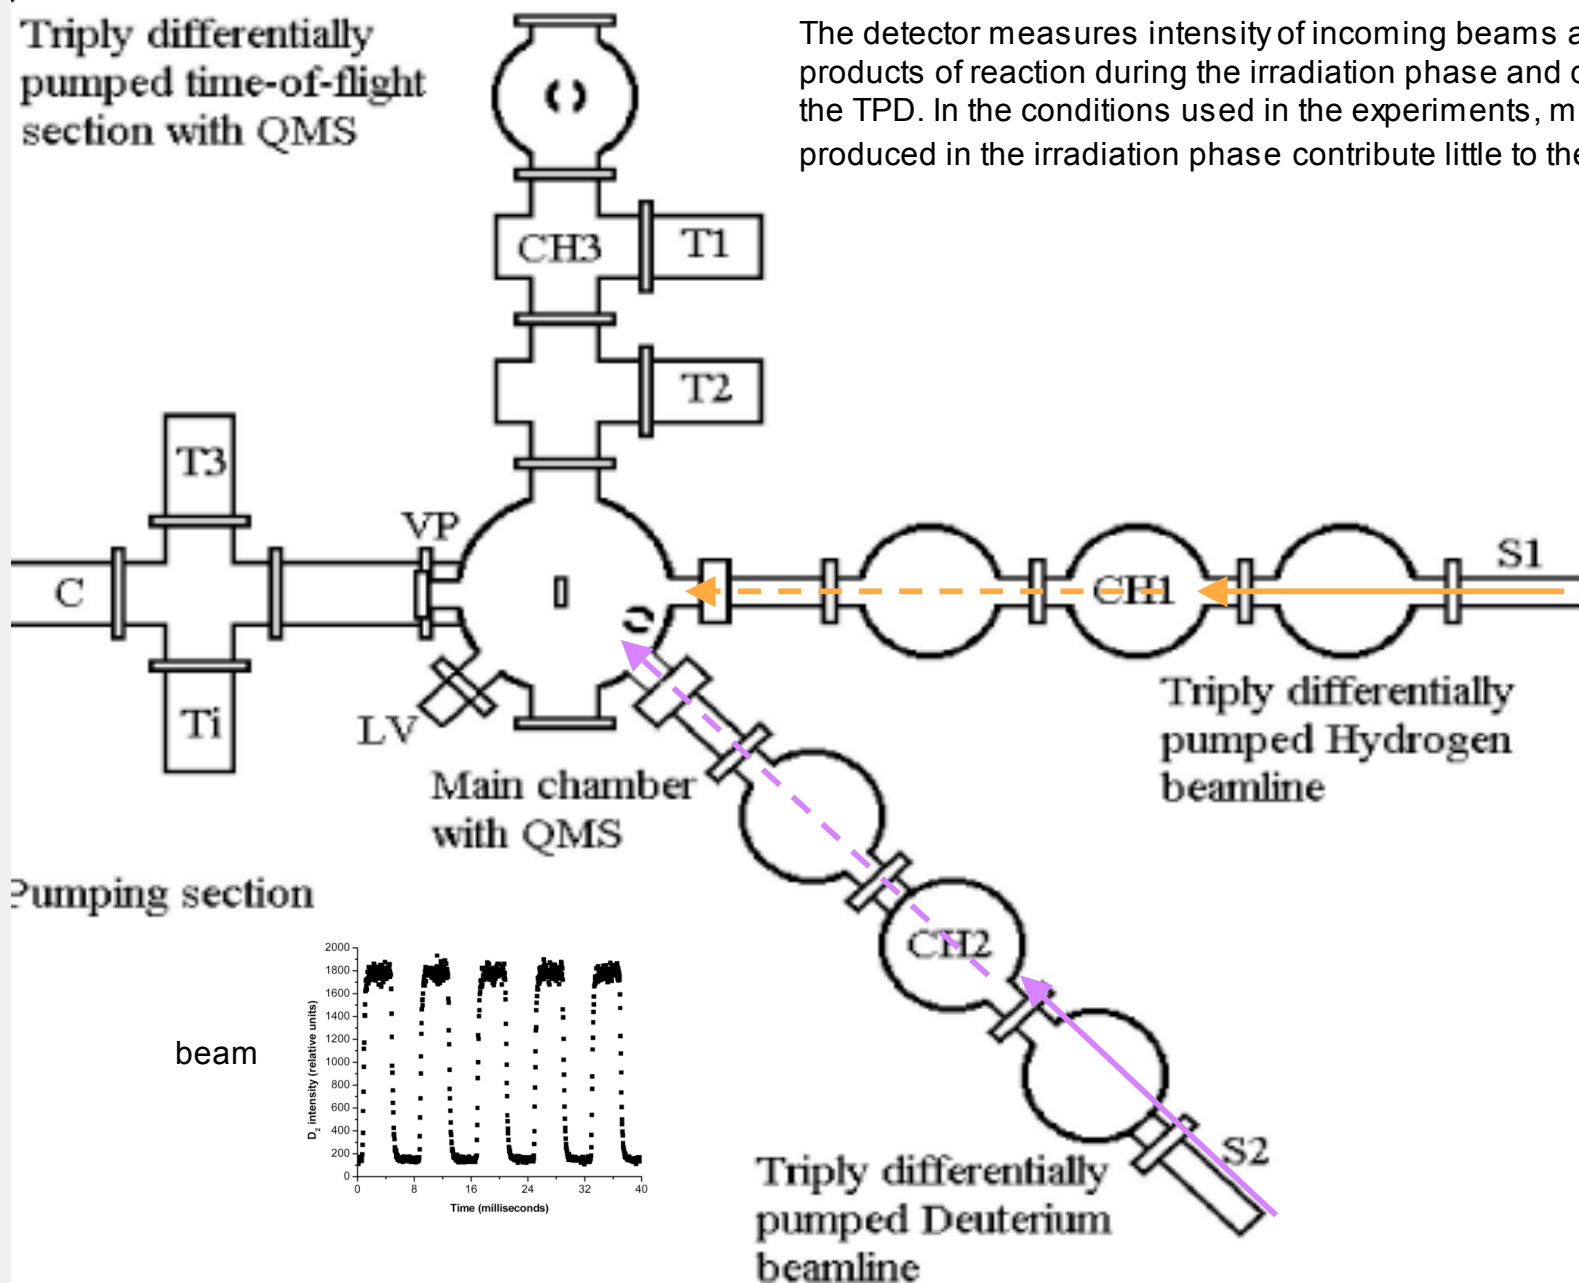 Triply differentially
pumped time-of-flight
section with QMS
The detector measures intensity of incoming beams
products of reaction during the irradiation phase and
the TPD. In the conditions used in the experiments,
produced in the irradiation phase contribute little to
CH3
T1
T2
T3
VP
C
Ti
LV
CH1
S1
Triply differentially
pumped Hydrogen
beamline
Main chamber
with QMS
Pumping section
CH2
S2
Triply differentially
pumped Deuterium
beamline
beam
D2 intensity (relative units)
2000
1800
1600
1400
1200
1000
800
600
400
200
0
0 8 16 24 32 40
Time (milliseconds)